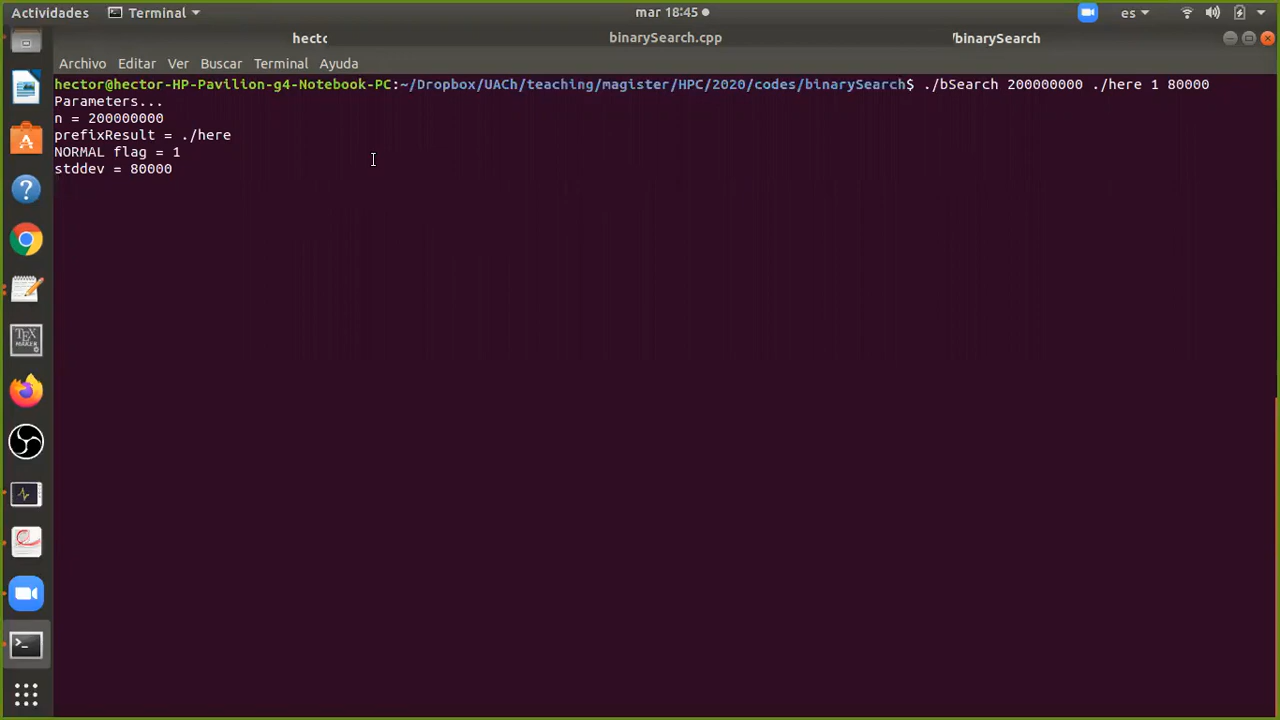 Actividades Terminal mar 18:45 es
hecto binarySearch.cpp /binarySearch
Archivo Editar Ver Buscar Terminal Ayuda
hector@hector-HP-Pavilion-g4-Notebook-PC:~/Dropbox/UACh/teaching/magister/HPC/2020/codes/binarySearch$ ./bSearch 200000000 ./here 1 80000
Parameters...
n = 200000000
prefixResult = ./here
NORMAL flag = 1
stddev = 80000
TEX
MAKER